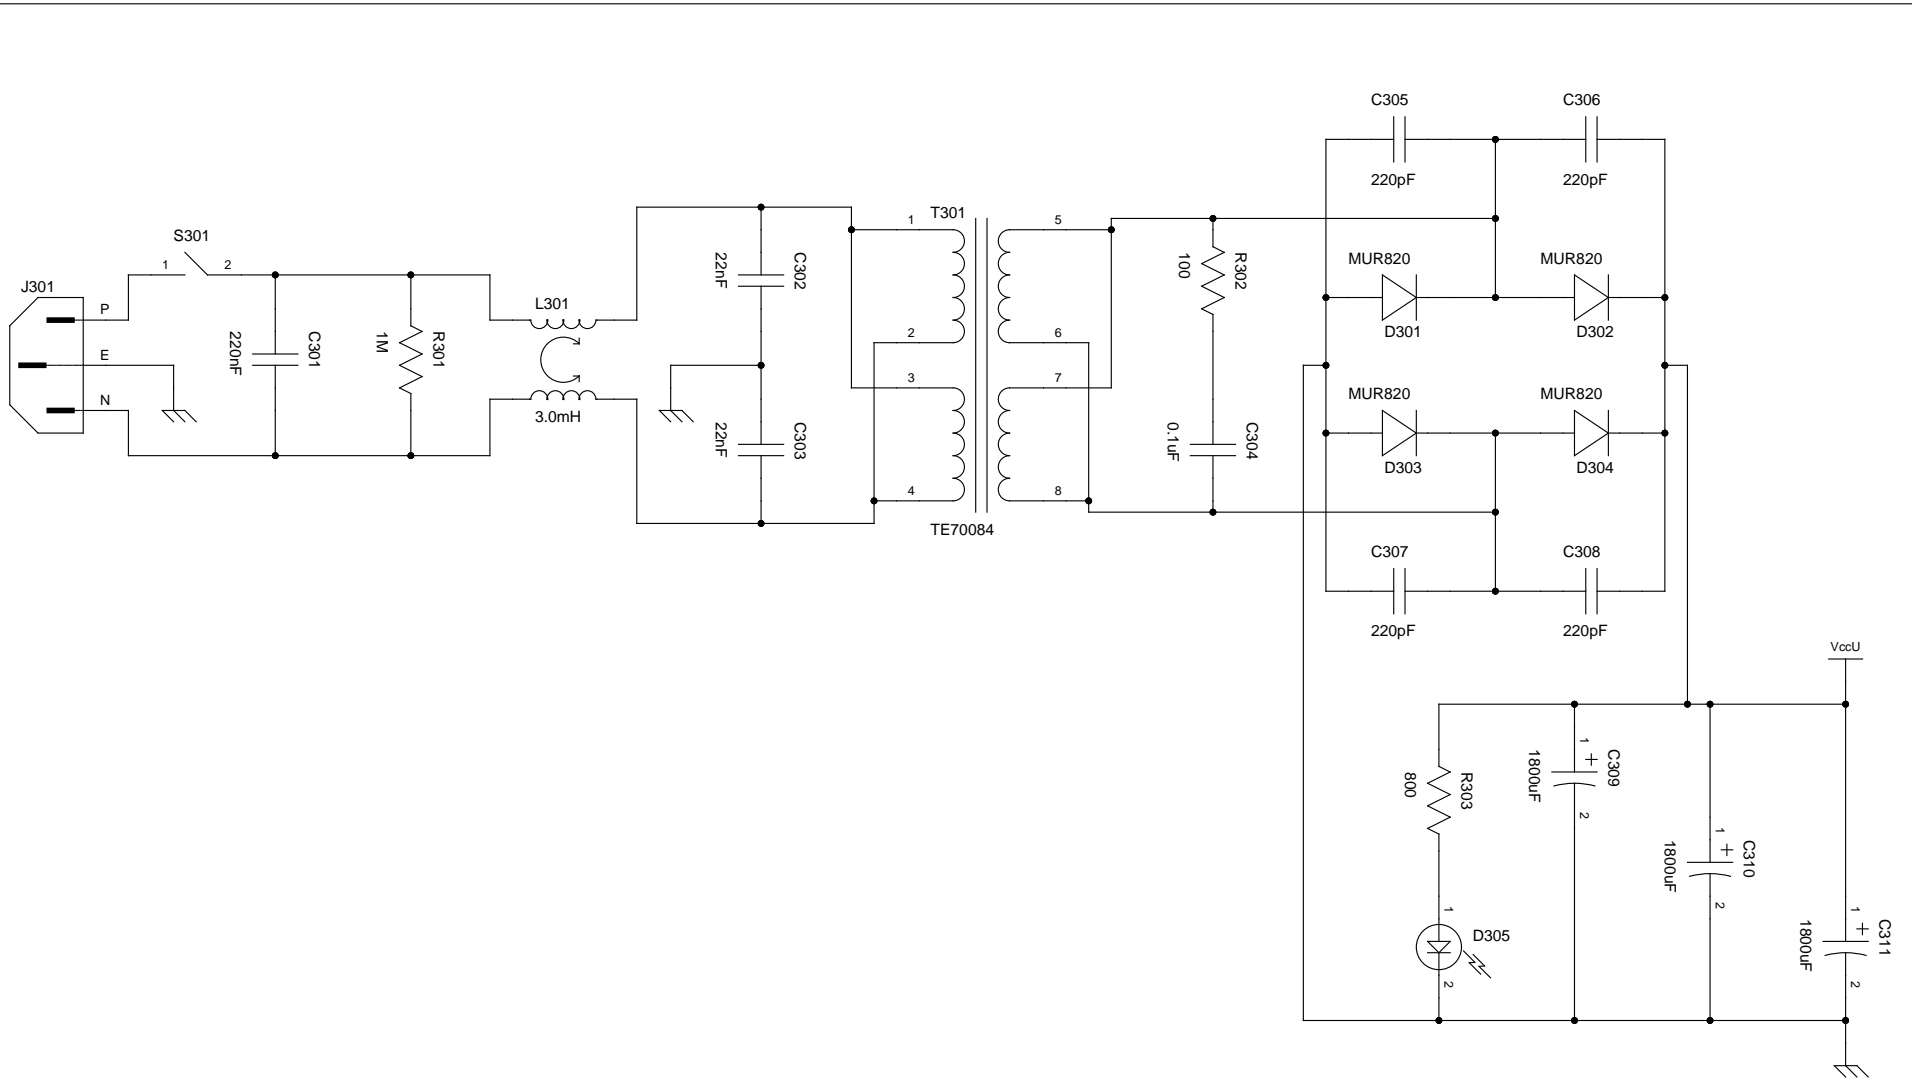 J301
P
E
N
S301
1
2
C301
220nF
R301
1M
L301
3.0mH
C302
22nF
C303
22nF
T301
1
2
3
4
5
6
7
8
TE70084
R302
100
C304
0.1uF
C305
220pF
C306
220pF
MUR820
D301
MUR820
D302
MUR820
D303
MUR820
D304
C307
220pF
C308
220pF
VccU
R303
800
1
D305
2
1
+
C309
1800uF
2
1
+
C310
1800uF
2
1
+
C311
1800uF
2